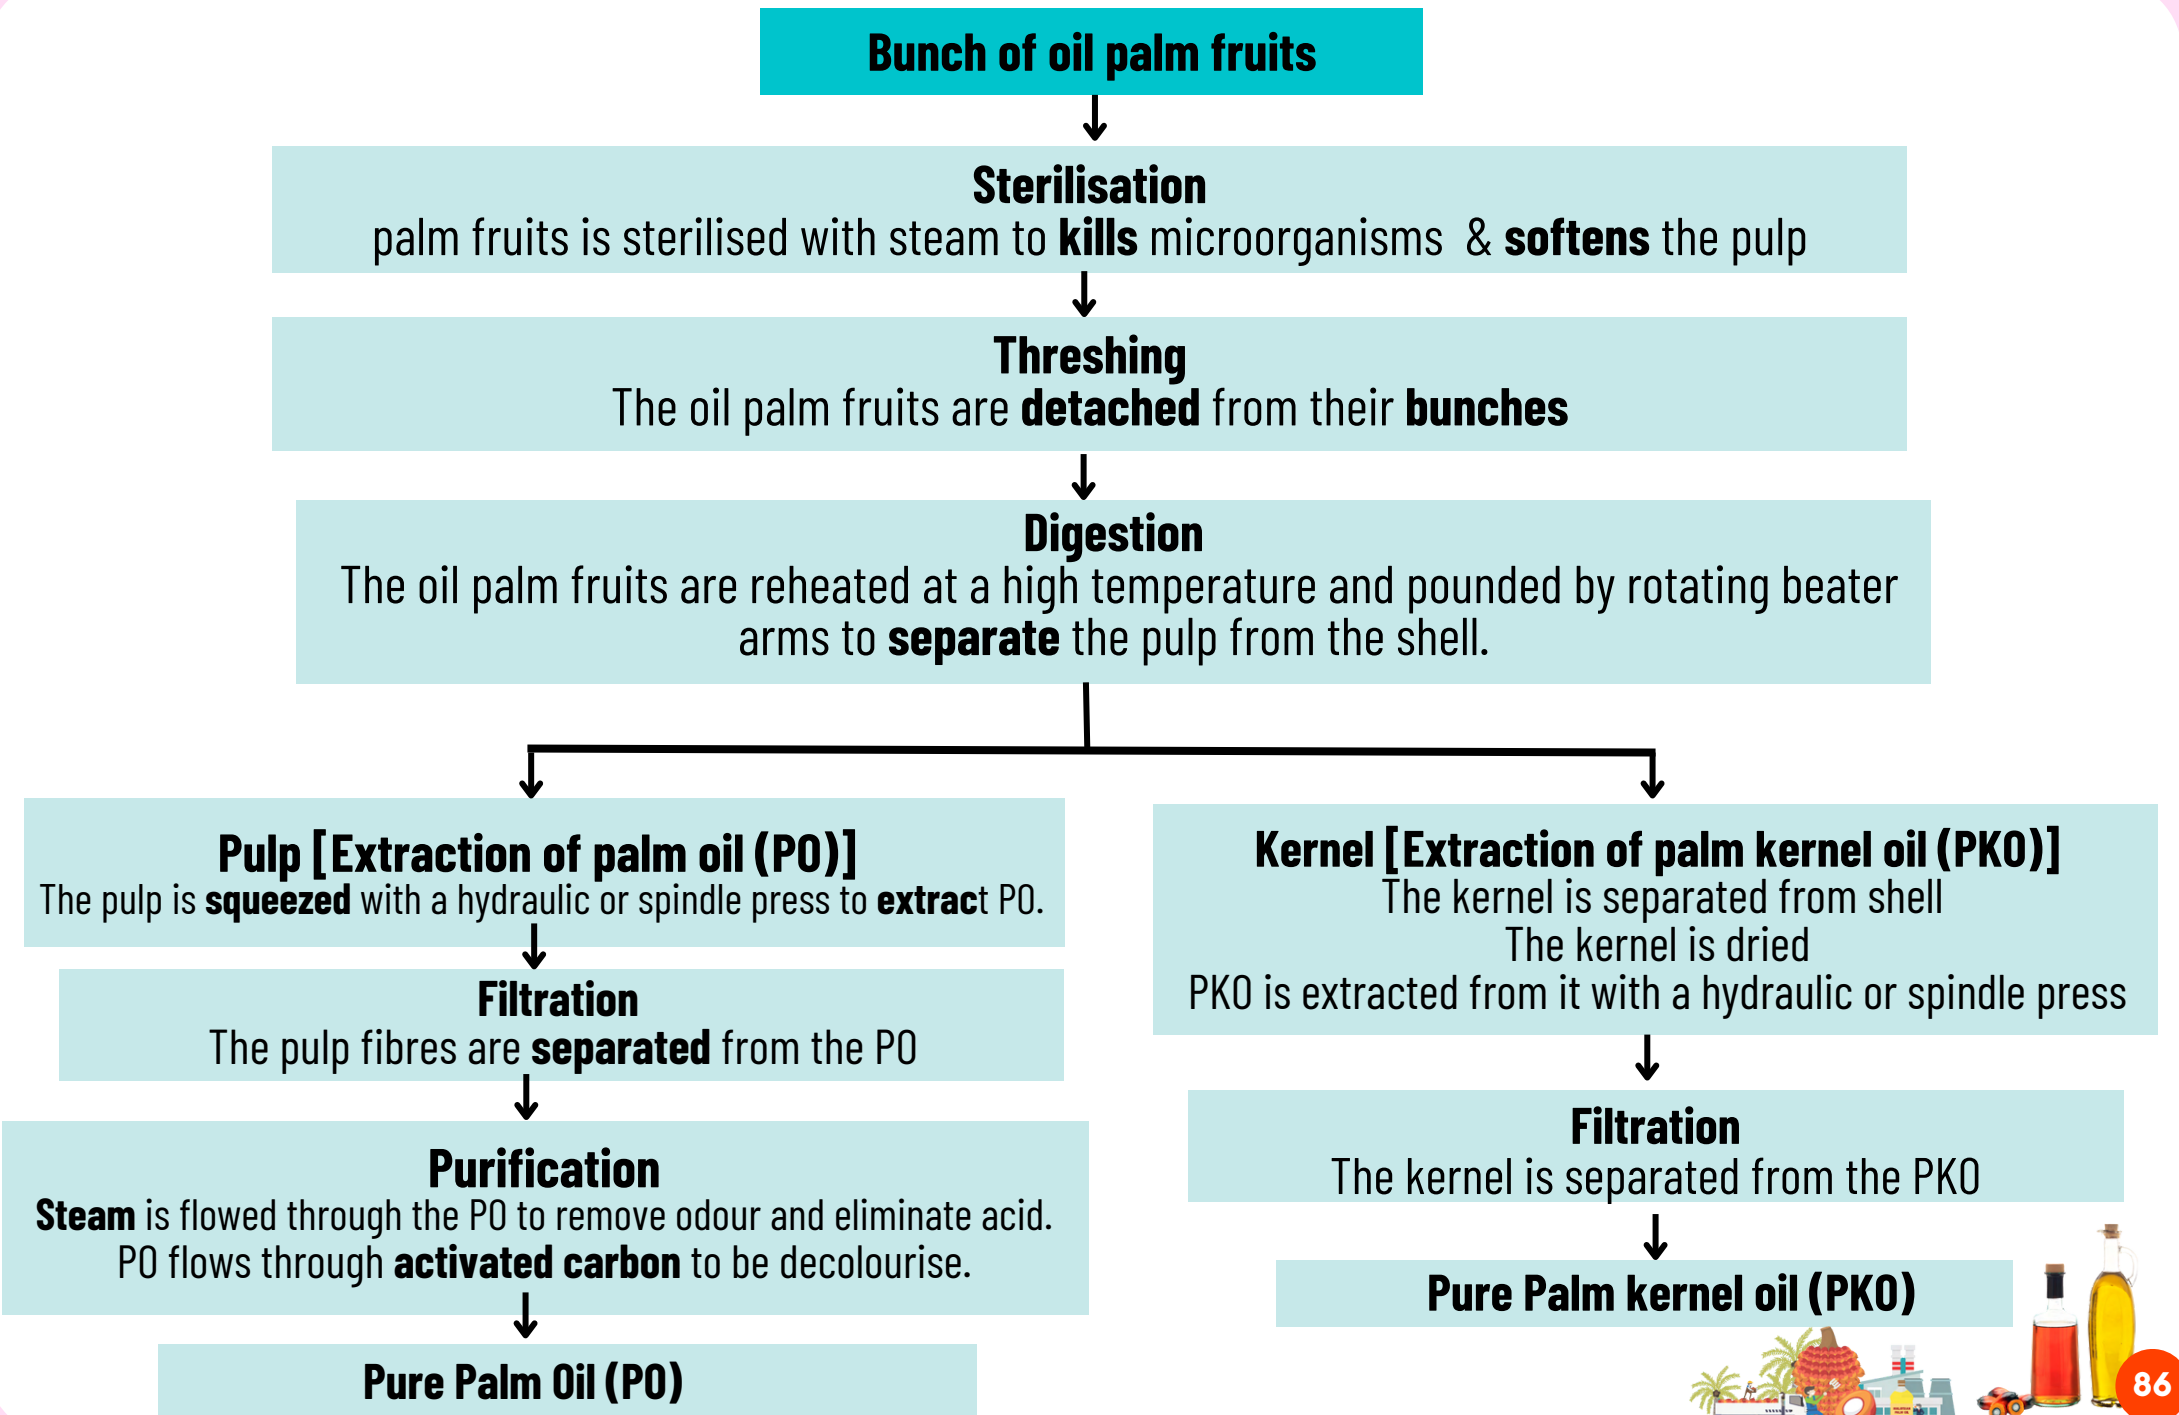 Bunch of oil palm fruits
Sterilisation
palm fruits is sterilised with steam to kills microorganisms & softens the pulp
Threshing
The oil palm fruits are detached from their bunches
Digestion
The oil palm fruits are reheated at a high temperature and pounded by rotating beater
arms to separate the pulp from the shell.
Pulp [Extraction of palm oil (PO)]
The pulp is squeezed with a hydraulic or spindle press to extract PO.
Filtration
The pulp fibres are separated from the PO
Purification
Steam is flowed through the PO to remove odour and eliminate acid.
PO flows through activated carbon to be decolourise.
Pure Palm Oil (PO)
Kernel [Extraction of palm kernel oil (PKO)]
The kernel is separated from shell
The kernel is dried
PKO is extracted from it with a hydraulic or spindle press
Filtration
The kernel is separated from the PKO
Pure Palm kernel oil (PKO)
86